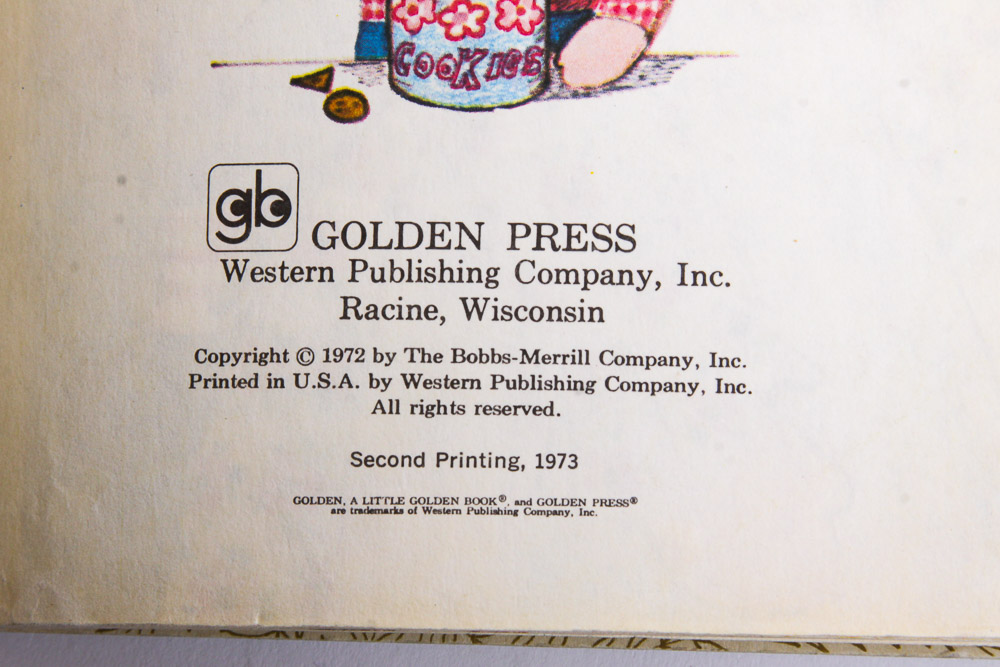 COOKIES
gb
GOLDEN PRESS
Western Publishing Company, Inc.
Racine, Wisconsin
Copyright © 1972 by The Bobbs-Merrill Company, Inc.
Printed in U.S.A. by Western Publishing Company, Inc.
All rights reserved.
Second Printing, 1973
GOLDEN, A LITTLE GOLDEN BOOK®, and GOLDEN PRESS®
are trademarks of Western Publishing Company, Inc.